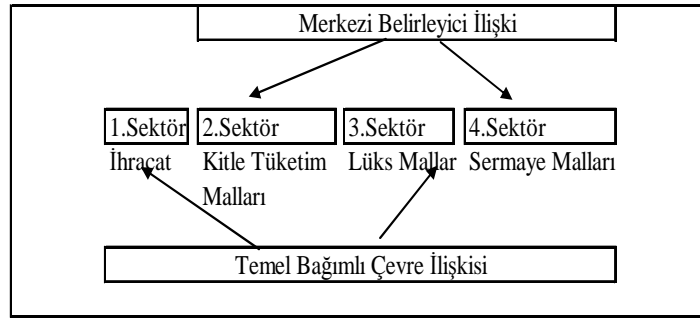 Merkezi Belirleyici İlişki
1.Sektör 2.Sektör 3.Sektör 4.Sektör
İhracat Kitle Tüketim Lüks Mallar Sermaye Malları
Malları
Temel Bağımlı Çevre İlişkisi